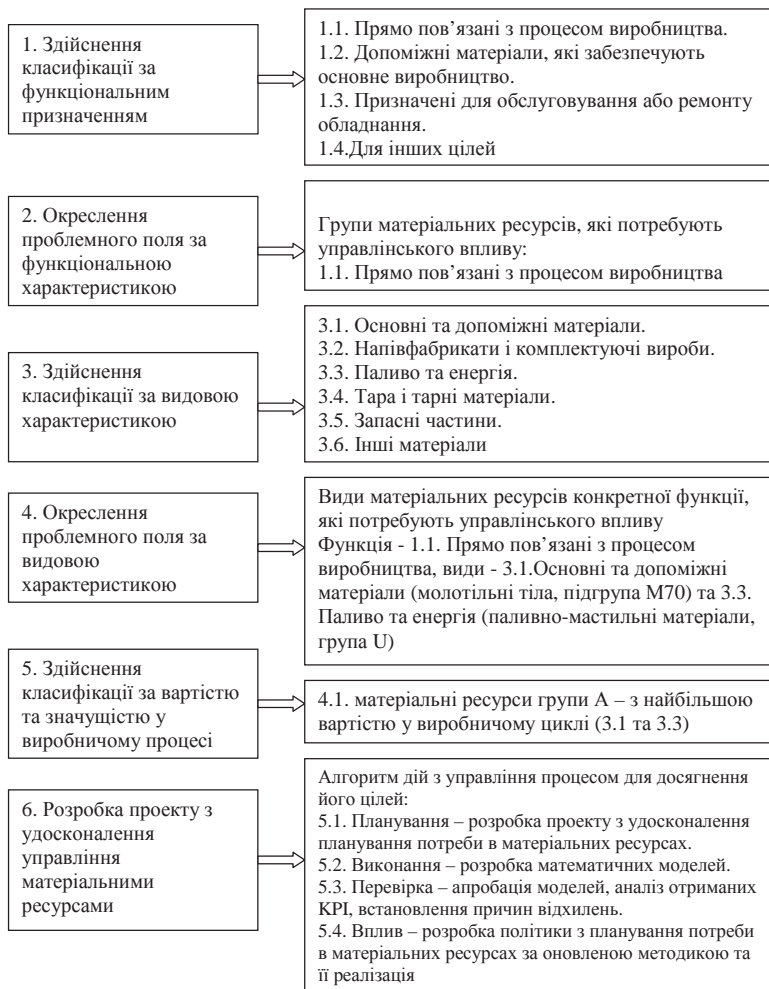 1. Здійснення
класифікації за
функціональним
призначенням
1.1. Прямо пов’язані з процесом виробництва.
1.2. Допоміжні матеріали, які забезпечують
основне виробництво.
1.3. Призначені для обслуговування або ремонту
обладнання.
1.4.Для інших цілей
2. Окреслення
проблемного поля за
функціональною
характеристикою
Групи матеріальних ресурсів, які потребують
управлінського впливу:
1.1. Прямо пов’язані з процесом виробництва
3. Здійснення
класифікації за видовою
характеристикою
3.1. Основні та допоміжні матеріали.
3.2. Напівфабрикати і комплектуючі вироби.
3.3. Паливо та енергія.
3.4. Тара і тарні матеріали.
3.5. Запасні частини.
3.6. Інші матеріали
4. Окреслення
проблемного поля за
видовою
характеристикою
Види матеріальних ресурсів конкретної функції,
які потребують управлінського впливу
Функція - 1.1. Прямо пов’язані з процесом
виробництва, види - 3.1.Основні та допоміжні
матеріали (молотільні тіла, підгрупа М70) та 3.3.
Паливо та енергія (паливно-мастильні матеріали,
група U)
5. Здійснення
класифікації за вартістю
та значущістю у
виробничому процесі
4.1. матеріальні ресурси групи А – з найбільшою
вартістю у виробничому циклі (3.1 та 3.3)
6. Розробка проекту з
удосконалення
управління
матеріальними
ресурсами
Алгоритм дій з управління процесом для досягнення
його цілей:
5.1. Планування – розробка проекту з удосконалення
планування потреби в матеріальних ресурсах.
5.2. Виконання – розробка математичних моделей.
5.3. Перевірка – апробація моделей, аналіз отриманих
KPI, встановлення причин відхилень.
5.4. Вплив – розробка політики з планування потреби
в матеріальних ресурсах за оновленою методикою та
її реалізація